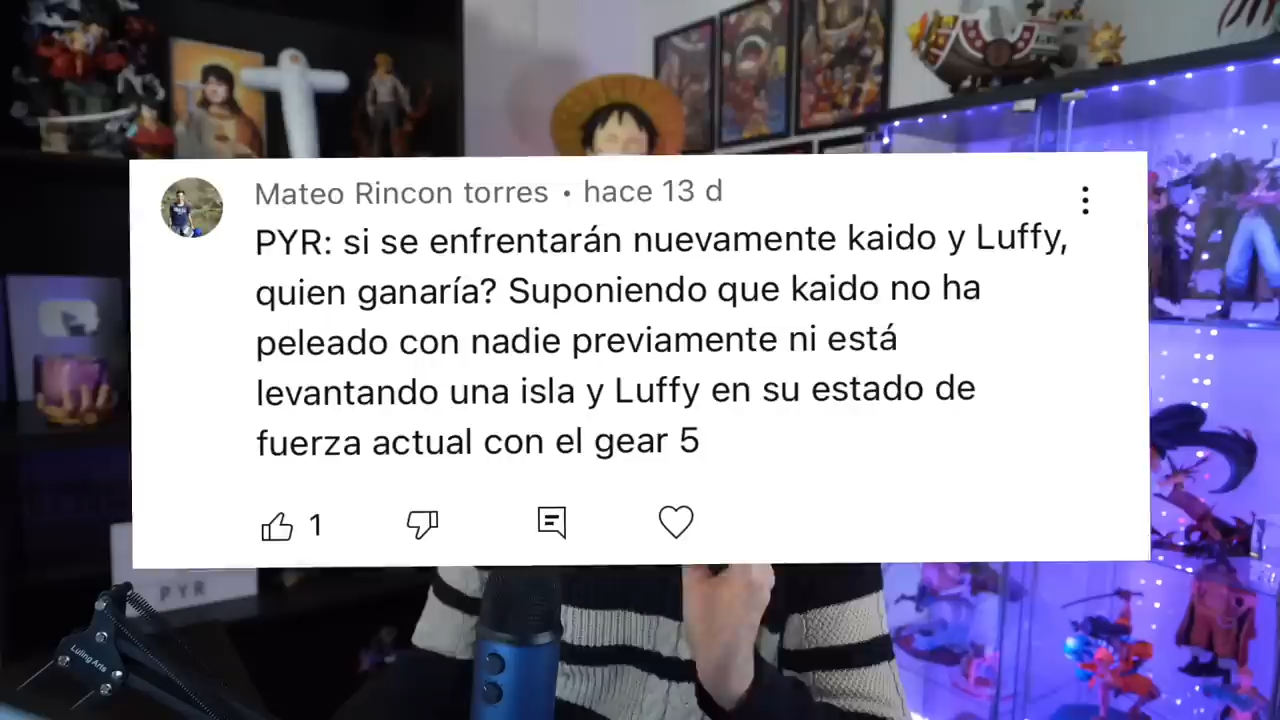 Mateo Rincon torres • hace 13 d
PYR: si se enfrentarán nuevamente kaido y Luffy,
quien ganaría? Suponiendo que kaido no ha
peleado con nadie previamente ni está
levantando una isla y Luffy en su estado de
fuerza actual con el gear 5
1
PYR
Luling Arts